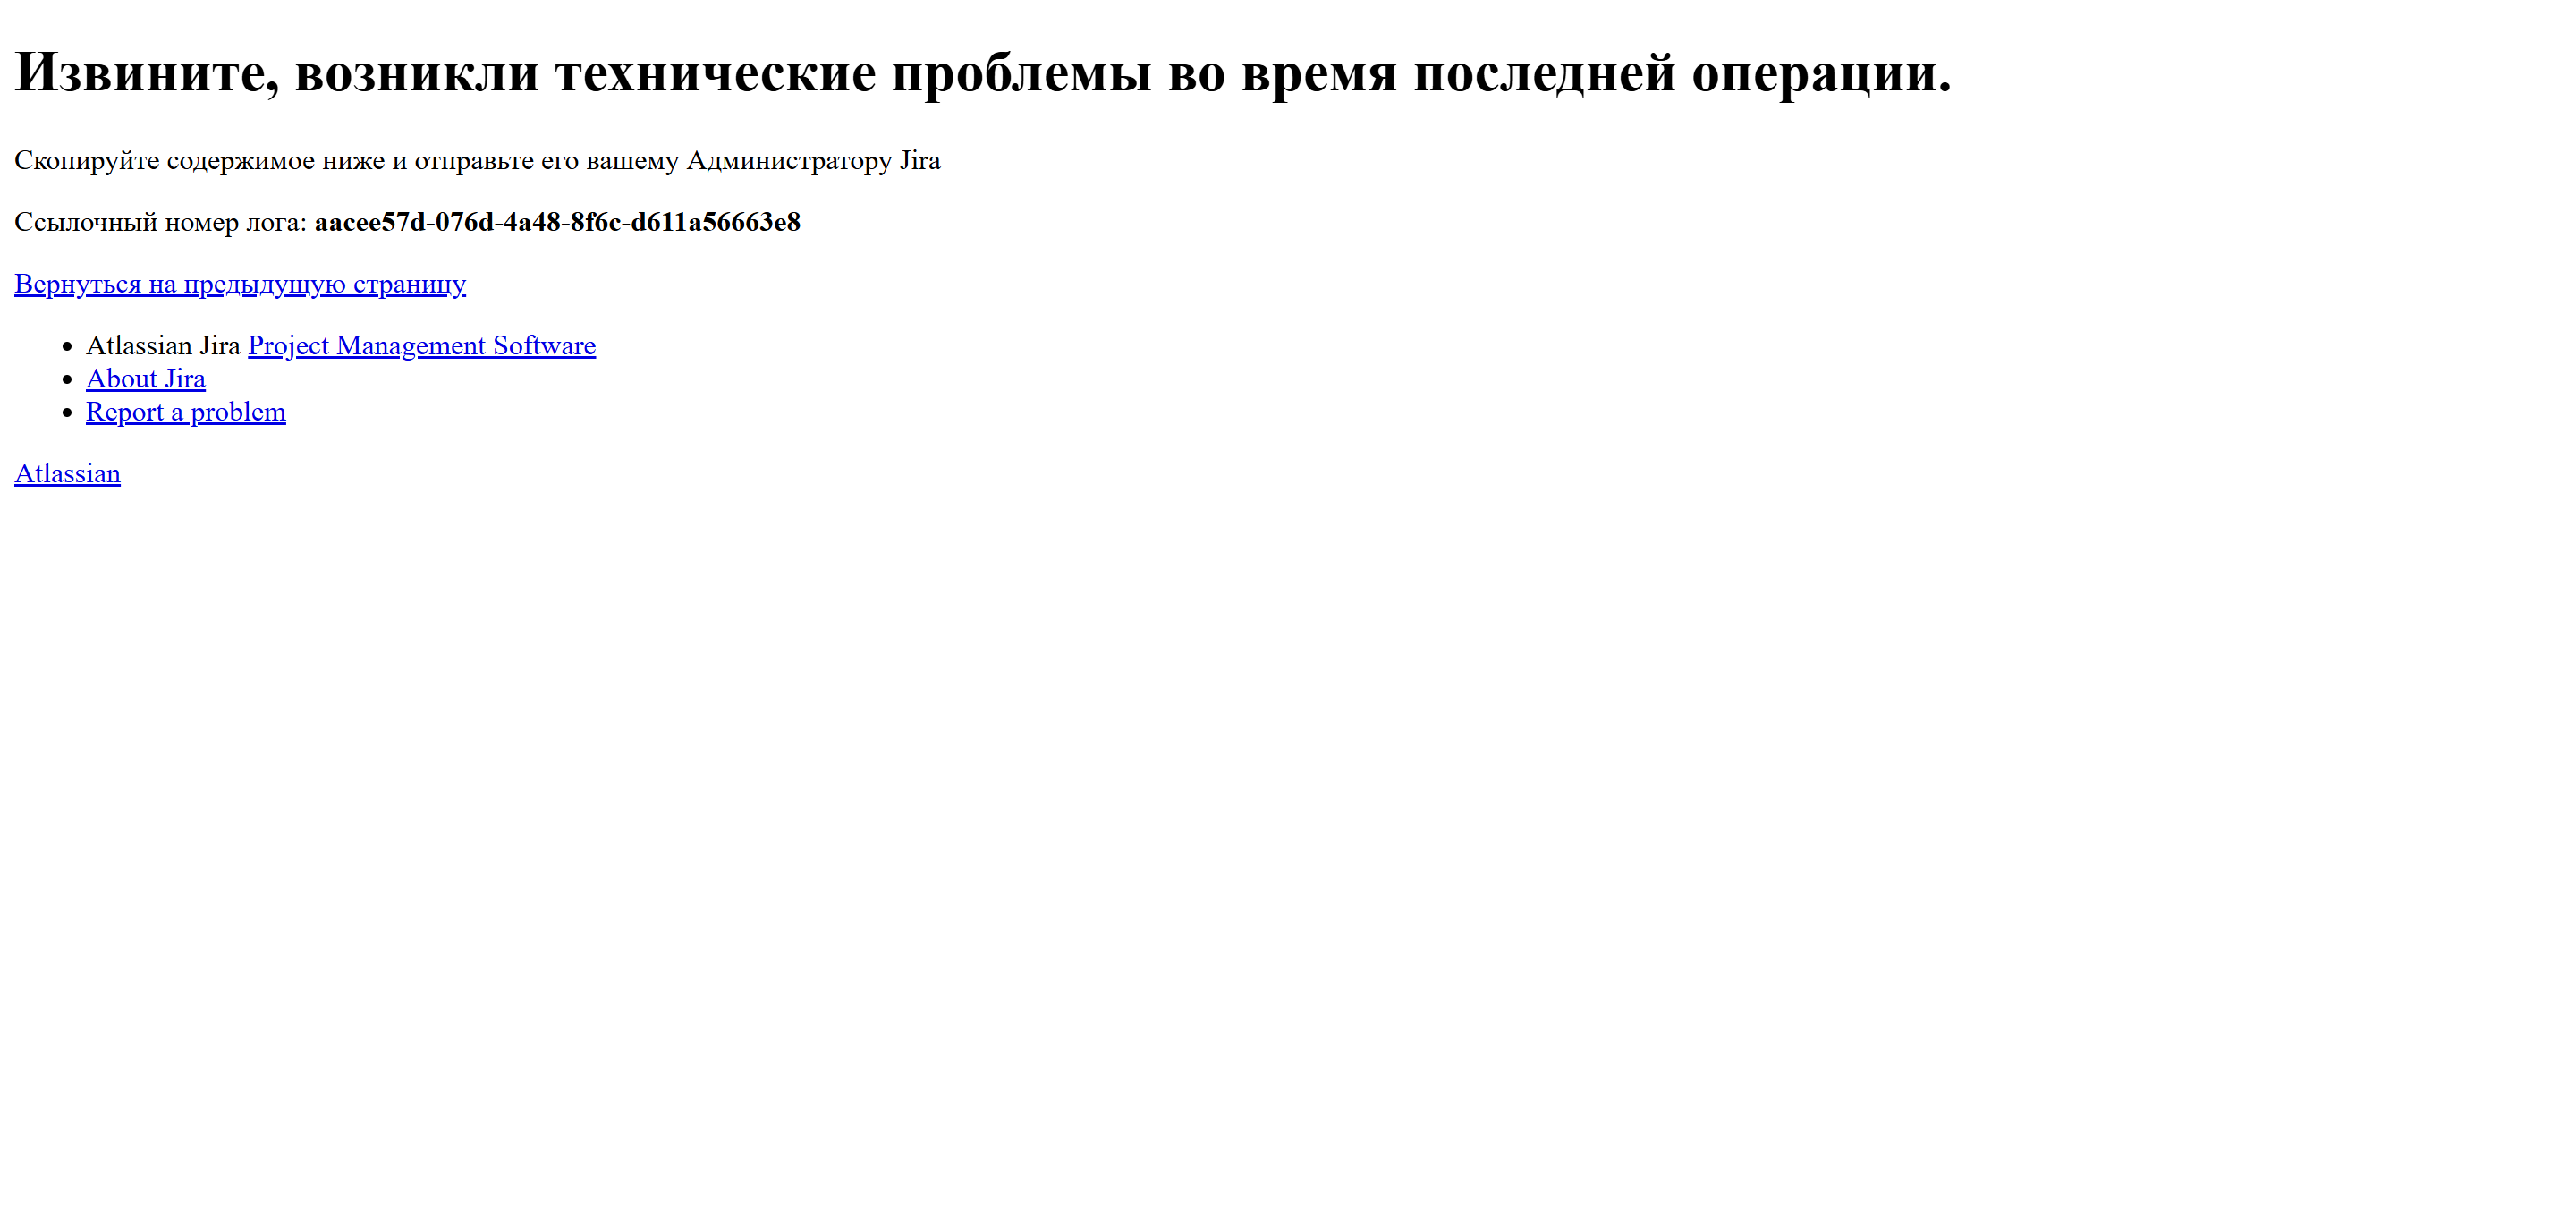 Извините, возникли технические проблемы во время последней операции.
Скопируйте содержимое ниже и отправьте его вашему Администратору Jira
Ссылочный номер лога: aacee57d-076d-4a48-8f6c-d611a56663e8
Вернуться на предыдущую страницу
• Atlassian Jira Project Management Software
• About Jira
• Report a problem
Atlassian